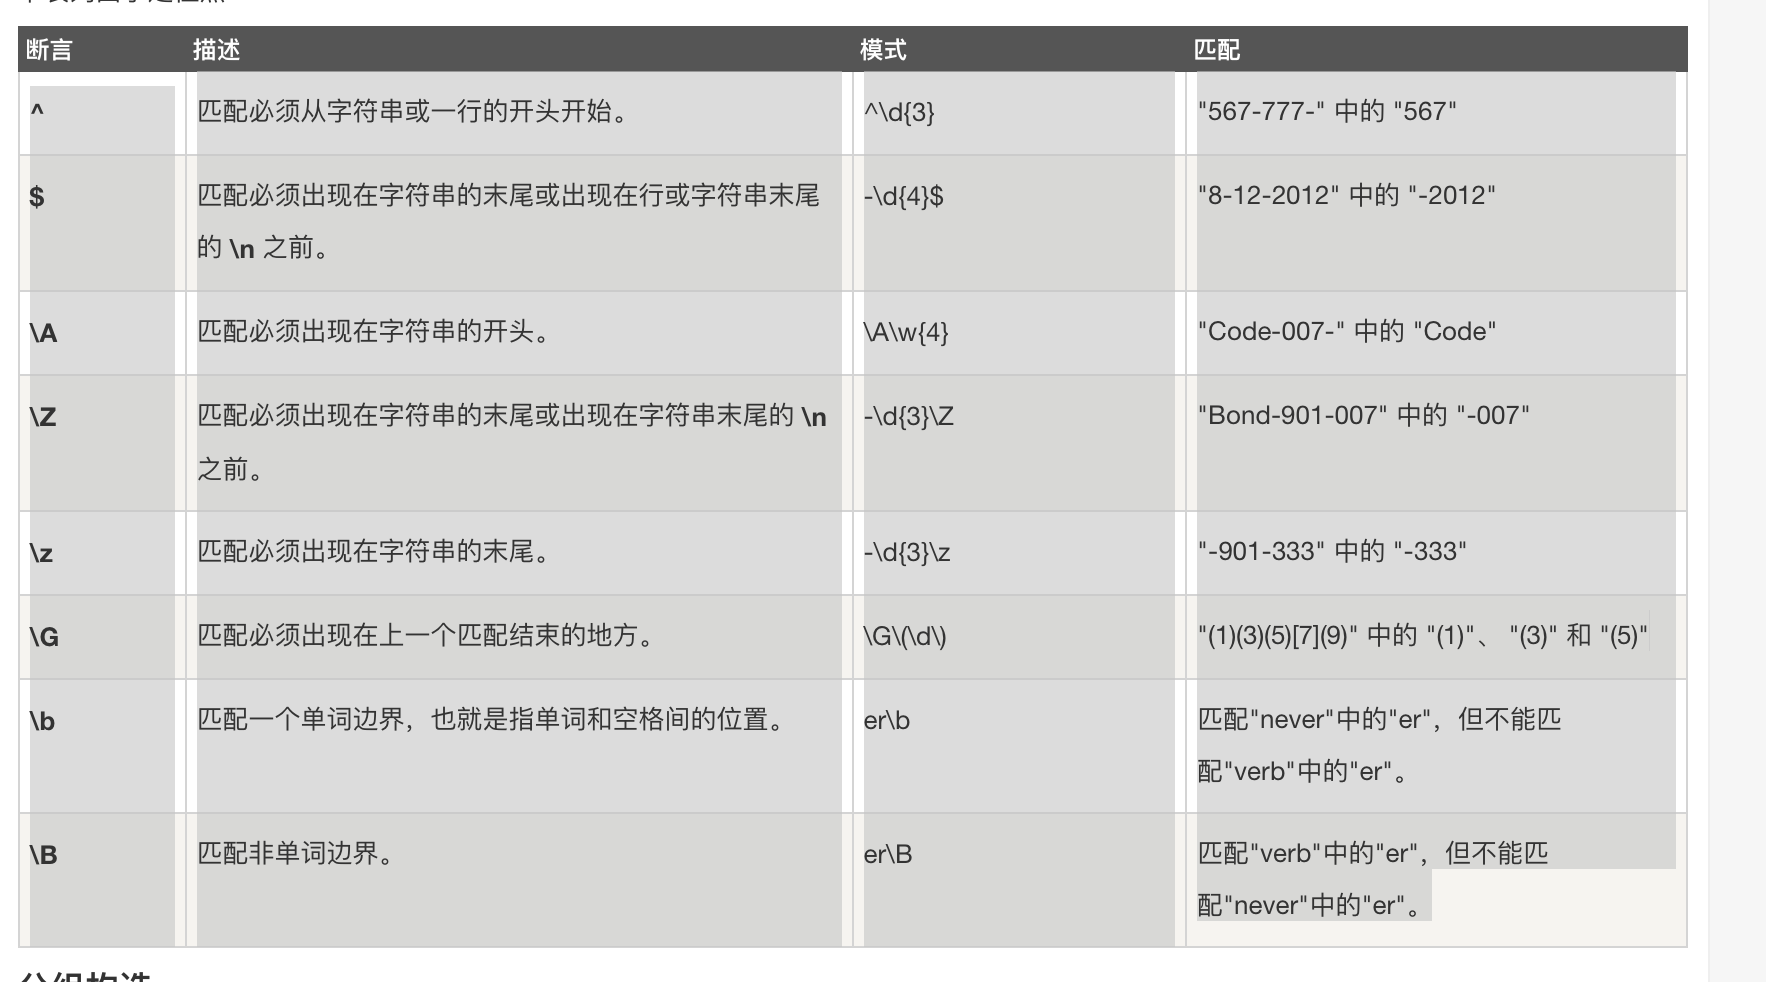 断言 描述 模式 匹配
^ 匹配必须从字符串或一行的开头开始。 ^\d{3} "567-777-" 中的 "567"
$ 匹配必须出现在字符串的末尾或出现在行或字符串末尾 -\d{4}$ "8-12-2012" 中的 "-2012"
的 \n 之前。
\A 匹配必须出现在字符串的开头。 \A\w{4} "Code-007-" 中的 "Code"
\Z 匹配必须出现在字符串的末尾或出现在字符串末尾的 \n -\d{3}\Z "Bond-901-007" 中的 "-007"
之前。
\z 匹配必须出现在字符串的末尾。 -\d{3}\z "-901-333" 中的 "-333"
\G 匹配必须出现在上一个匹配结束的地方。 \G\(\d\) "(1)(3)(5)[7](9)" 中的 "(1)"、 "(3)" 和 "(5)"
\b 匹配一个单词边界，也就是指单词和空格间的位置。 er\b 匹配"never"中的"er"，但不能匹
配"verb"中的"er"。
\B 匹配非单词边界。 er\B 匹配"verb"中的"er"，但不能匹
配"never"中的"er"。